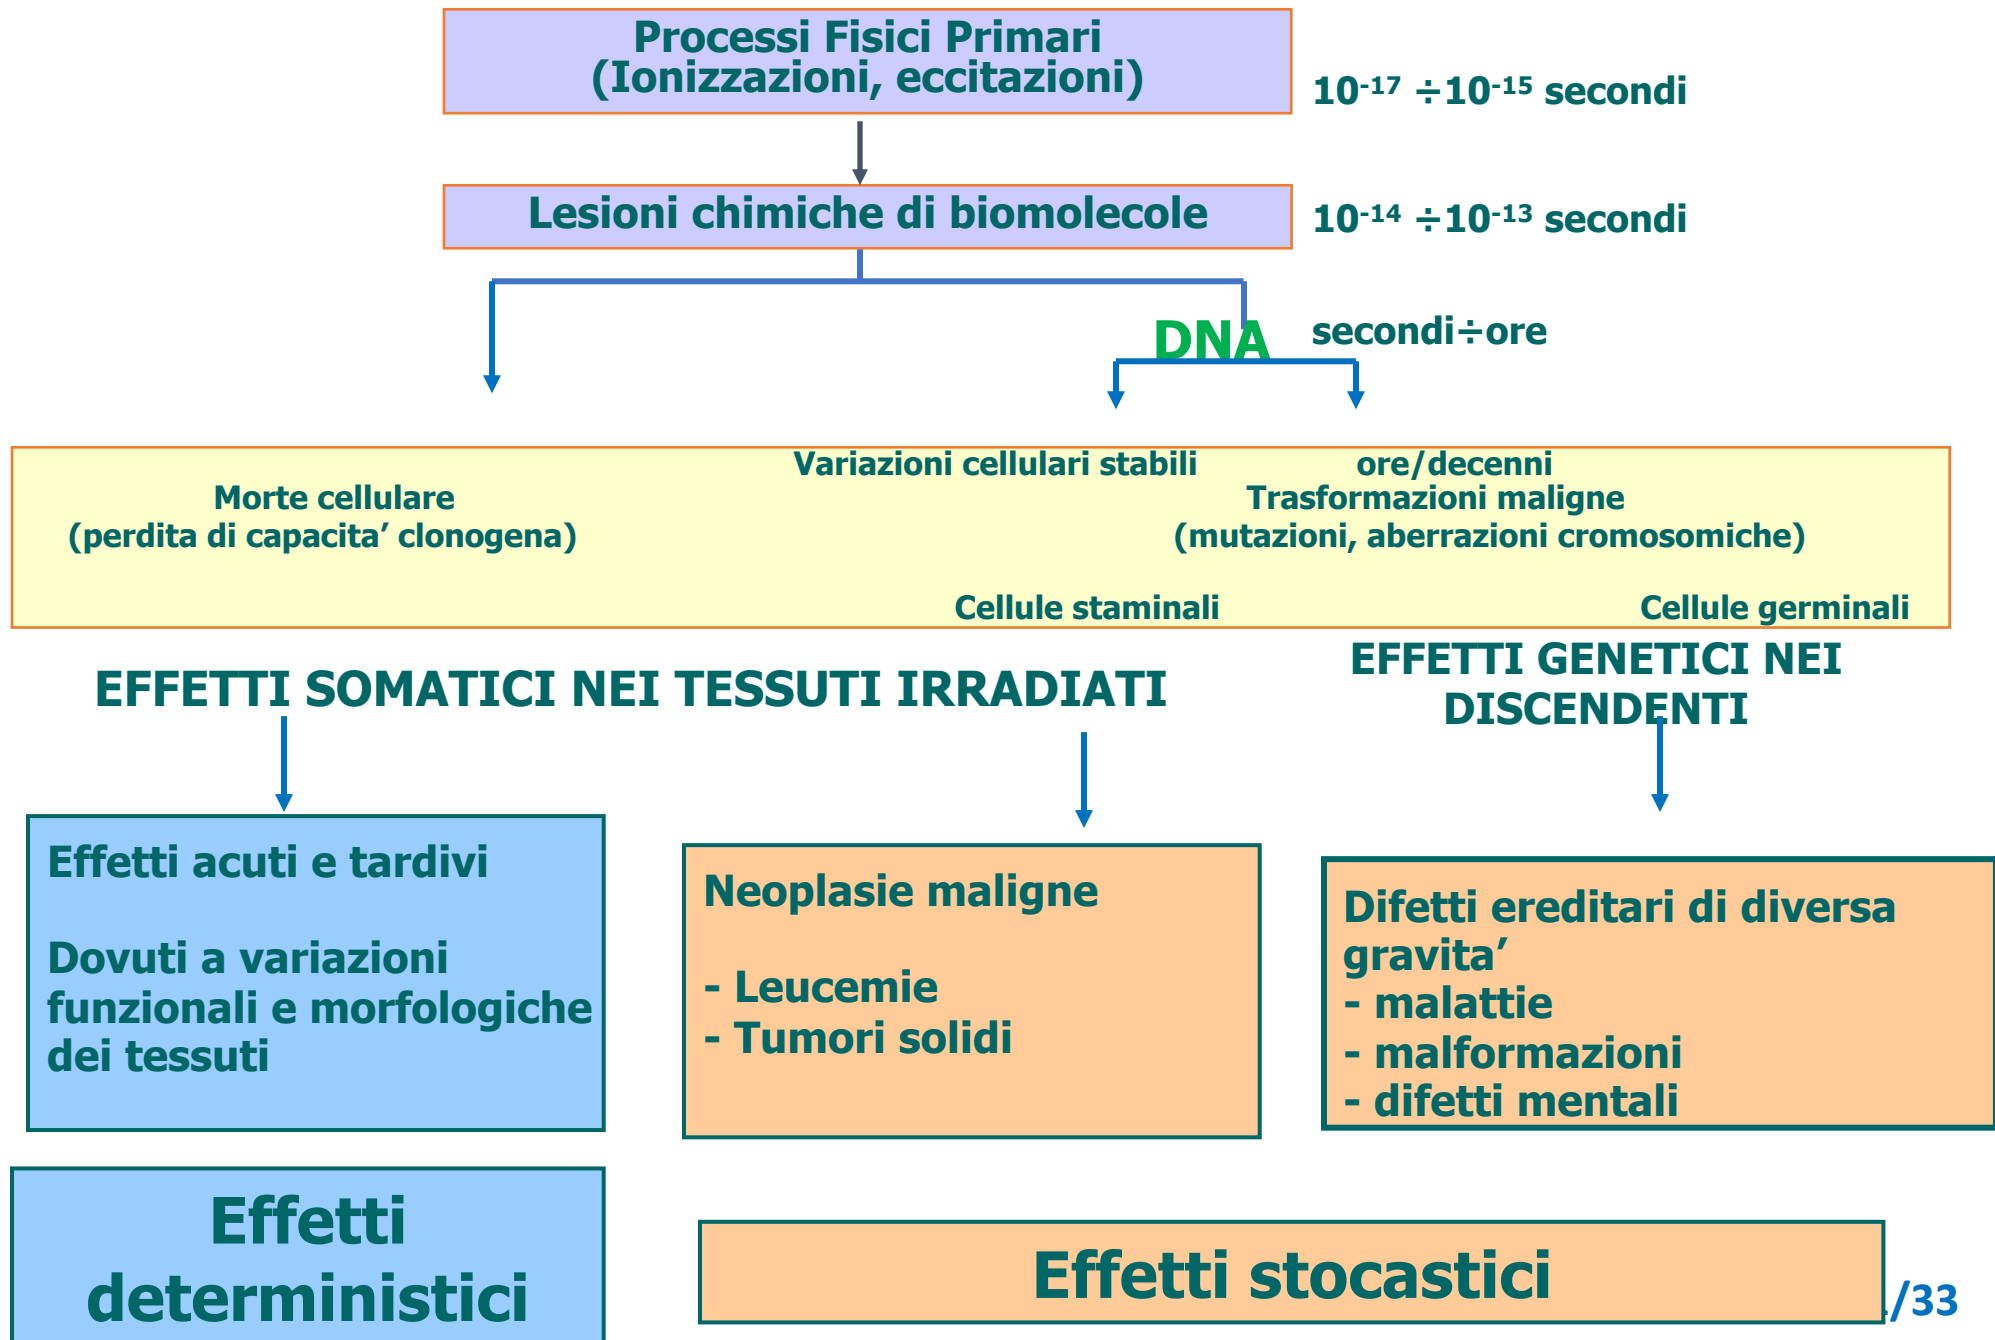 Processi Fisici Primari
(Ionizzazioni, eccitazioni)
10⁻¹⁷ ÷10⁻¹⁵ secondi
Lesioni chimiche di biomolecole
10⁻¹⁴ ÷10⁻¹³ secondi
DNA
secondi÷ore
Variazioni cellulari stabili
ore/decenni
Morte cellulare
(perdita di capacita’ clonogena)
Trasformazioni maligne
(mutazioni, aberrazioni cromosomiche)
Cellule staminali
Cellule germinali
EFFETTI SOMATICI NEI TESSUTI IRRADIATI
EFFETTI GENETICI NEI
DISCENDENTI
Effetti acuti e tardivi
Dovuti a variazioni
funzionali e morfologiche
dei tessuti
Neoplasie maligne
- Leucemie
- Tumori solidi
Difetti ereditari di diversa
gravita’
- malattie
- malformazioni
- difetti mentali
Effetti
deterministici
Effetti stocastici
/33